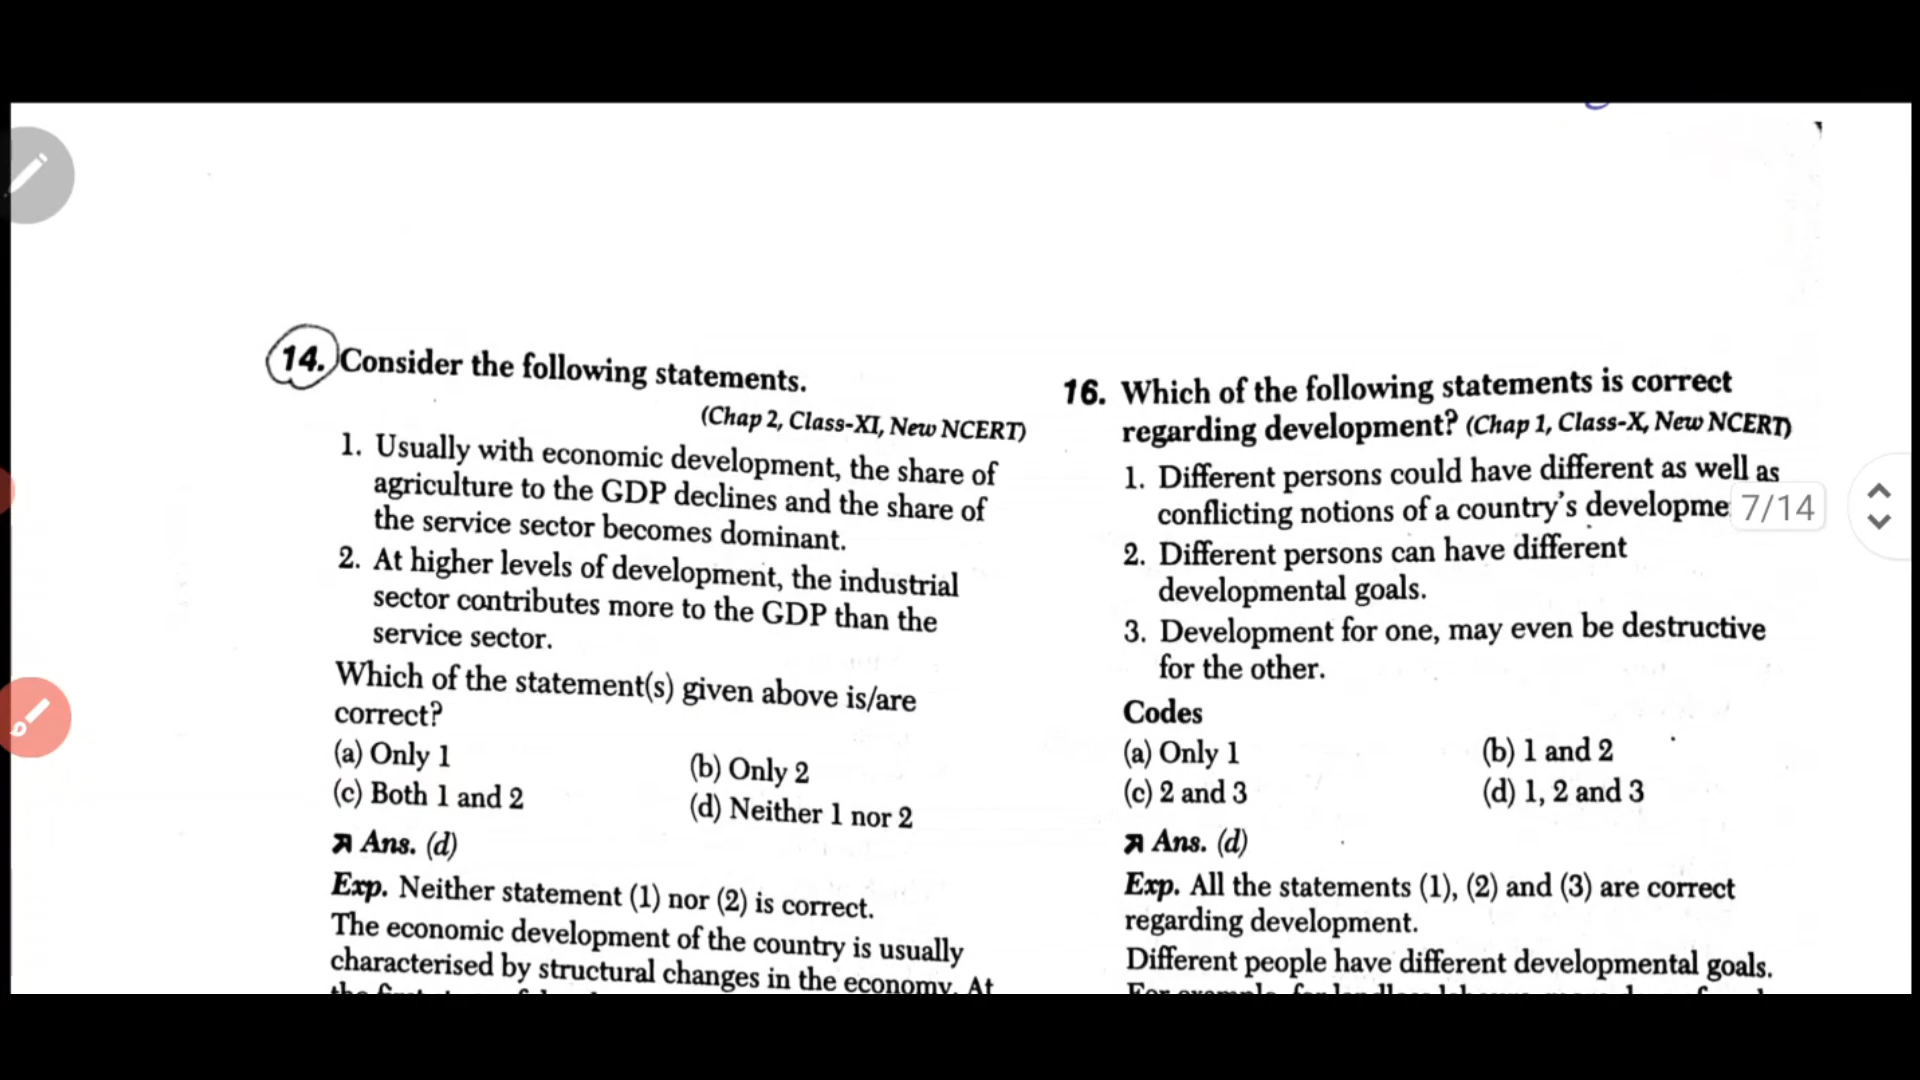 14. Consider the following statements.
(Chap 2, Class-XI, New NCERT)
1. Usually with economic development, the share of
agriculture to the GDP declines and the share of
the service sector becomes dominant.
2. At higher levels of development, the industrial
sector contributes more to the GDP than the
service sector.
Which of the statement(s) given above is/are
correct?
(a) Only 1
(b) Only 2
(c) Both 1 and 2
(d) Neither 1 nor 2
Ans. (d)
Exp. Neither statement (1) nor (2) is correct.
The economic development of the country is usually
characterised by structural changes in the economy. At
16. Which of the following statements is correct
regarding development? (Chap 1, Class-X, New NCERT)
1. Different persons could have different as well as
conflicting notions of a country's developme
2. Different persons can have different
developmental goals.
3. Development for one, may even be destructive
for the other.
Codes
(a) Only 1
(b) 1 and 2
(c) 2 and 3
(d) 1, 2 and 3
Ans. (d)
Exp. All the statements (1), (2) and (3) are correct
regarding development.
Different people have different developmental goals.
7/14